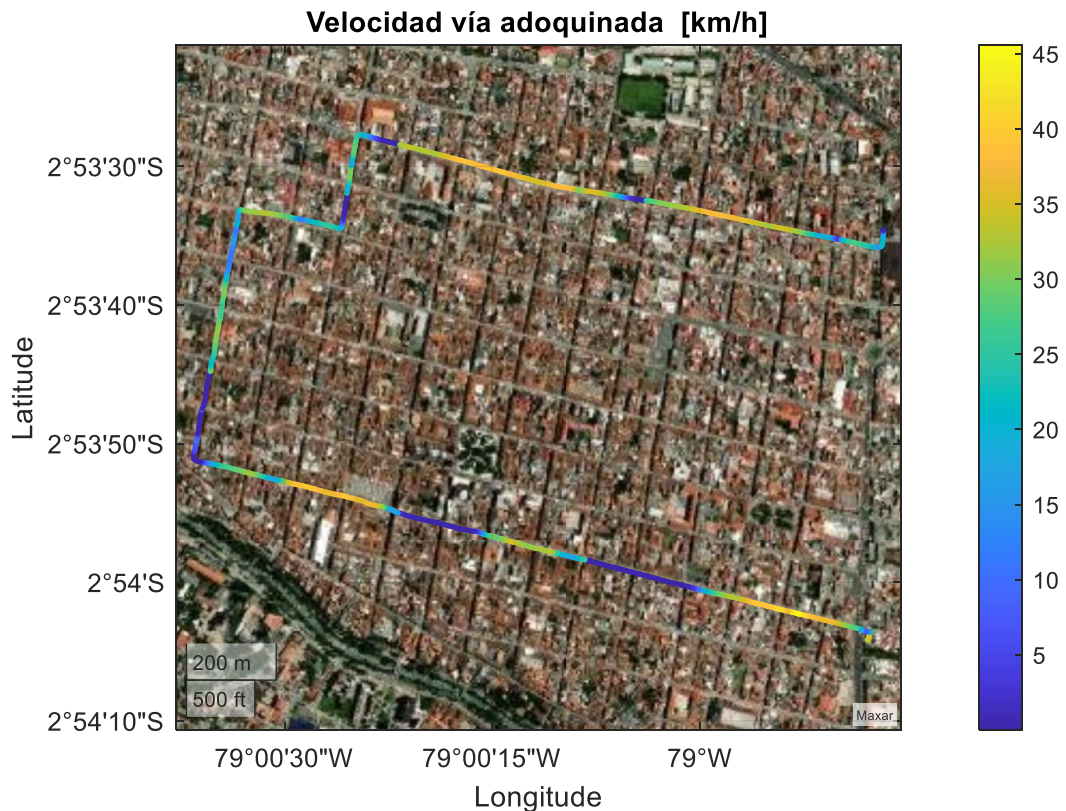 Velocidad vía adoquinada [km/h]
2°53'30"S
2°53'40"S
2°53'50"S
2°54'S
2°54'10"S
Latitude
200 m
500 ft
Maxar
79°00'30"W
79°00'15"W
79°W
Longitude
45
40
35
30
25
20
15
10
5